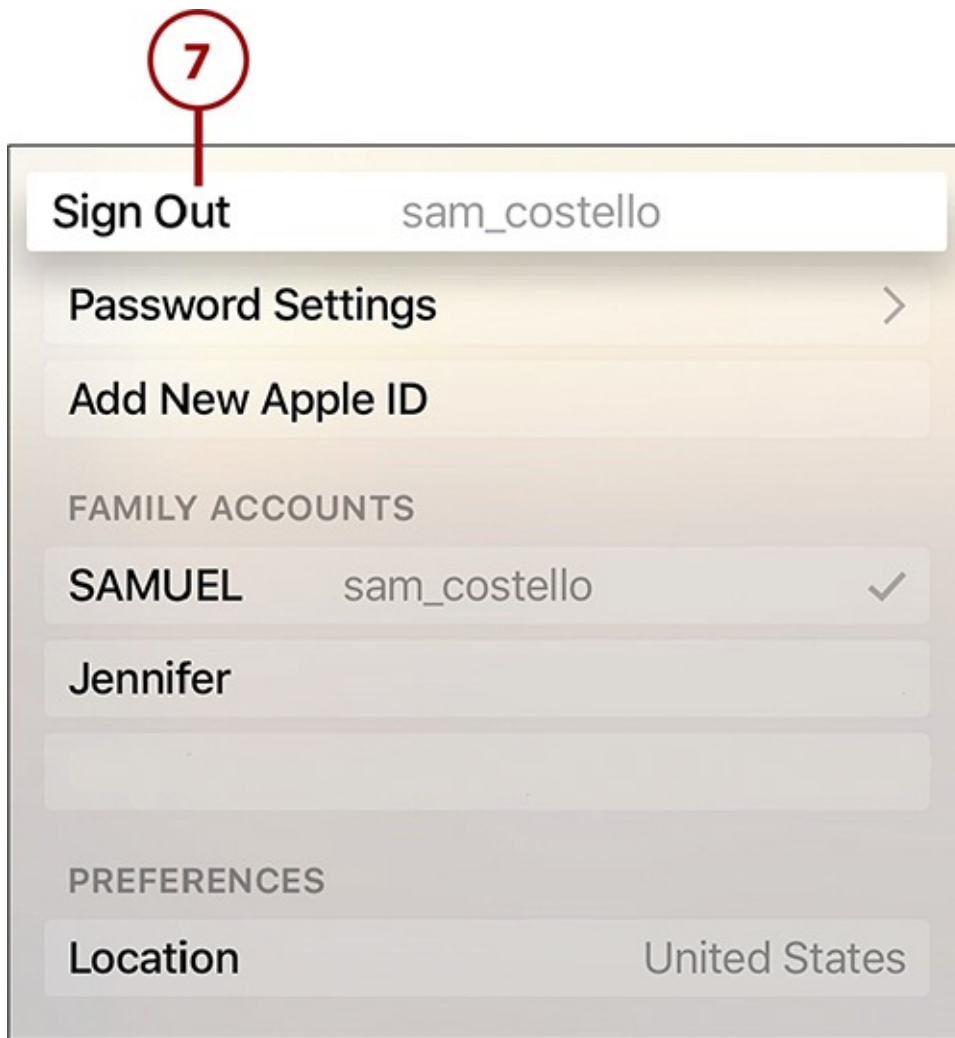 7
Sign Out sam_costello
Password Settings
Add New Apple ID
FAMILY ACCOUNTS
SAMUEL sam_costello
Jennifer
PREFERENCES
Location United States